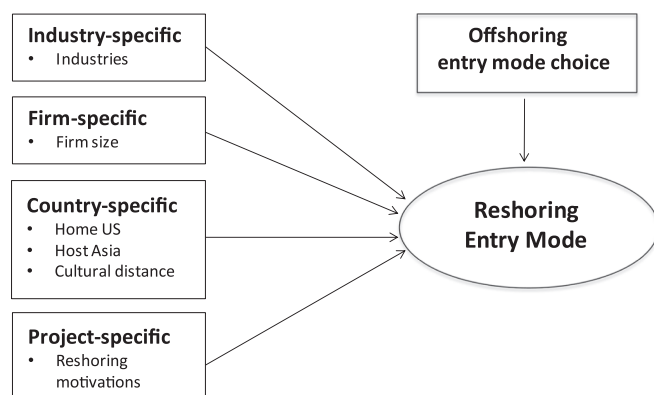 Industry-specific
• Industries
Firm-specific
• Firm size
Country-specific
• Home US
• Host Asia
• Cultural distance
Project-specific
• Reshoring
motivations
Offshoring
entry mode choice
Reshoring
Entry Mode